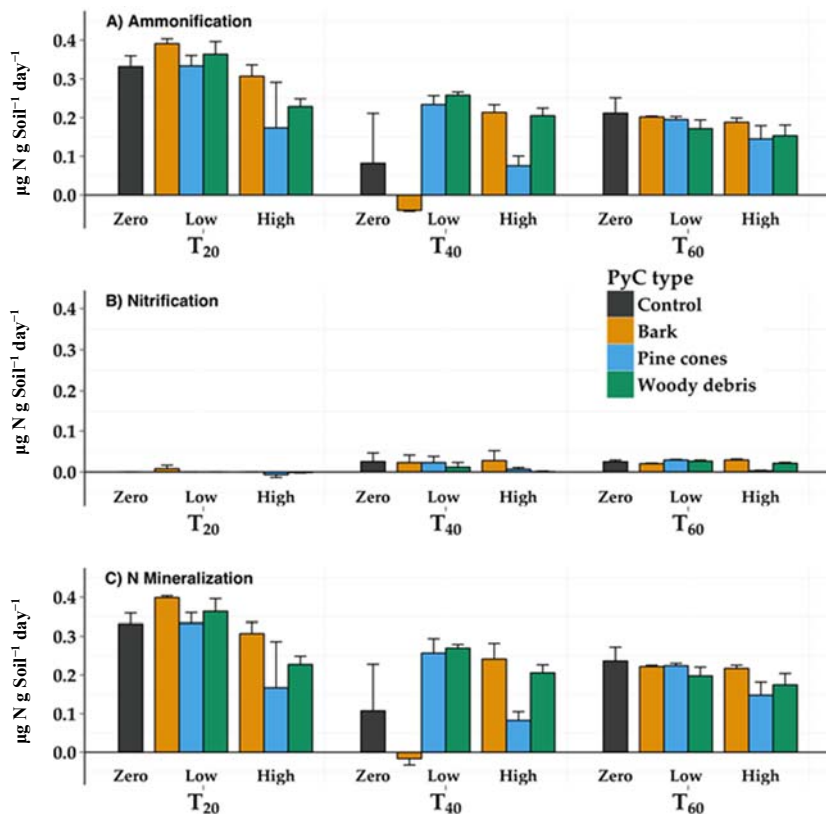 A) Ammonification
µg N g Soil⁻¹ day⁻¹
0.4
0.3
0.2
0.1
0.0
Zero Low High Zero Low High Zero Low High
T₂₀ T₄₀ T₆₀
B) Nitrification
µg N g Soil⁻¹ day⁻¹
0.4
0.3
0.2
0.1
0.0
PyC type
Control
Bark
Pine cones
Woody debris
Zero Low High Zero Low High Zero Low High
T₂₀ T₄₀ T₆₀
C) N Mineralization
µg N g Soil⁻¹ day⁻¹
0.4
0.3
0.2
0.1
0.0
Zero Low High Zero Low High Zero Low High
T₂₀ T₄₀ T₆₀